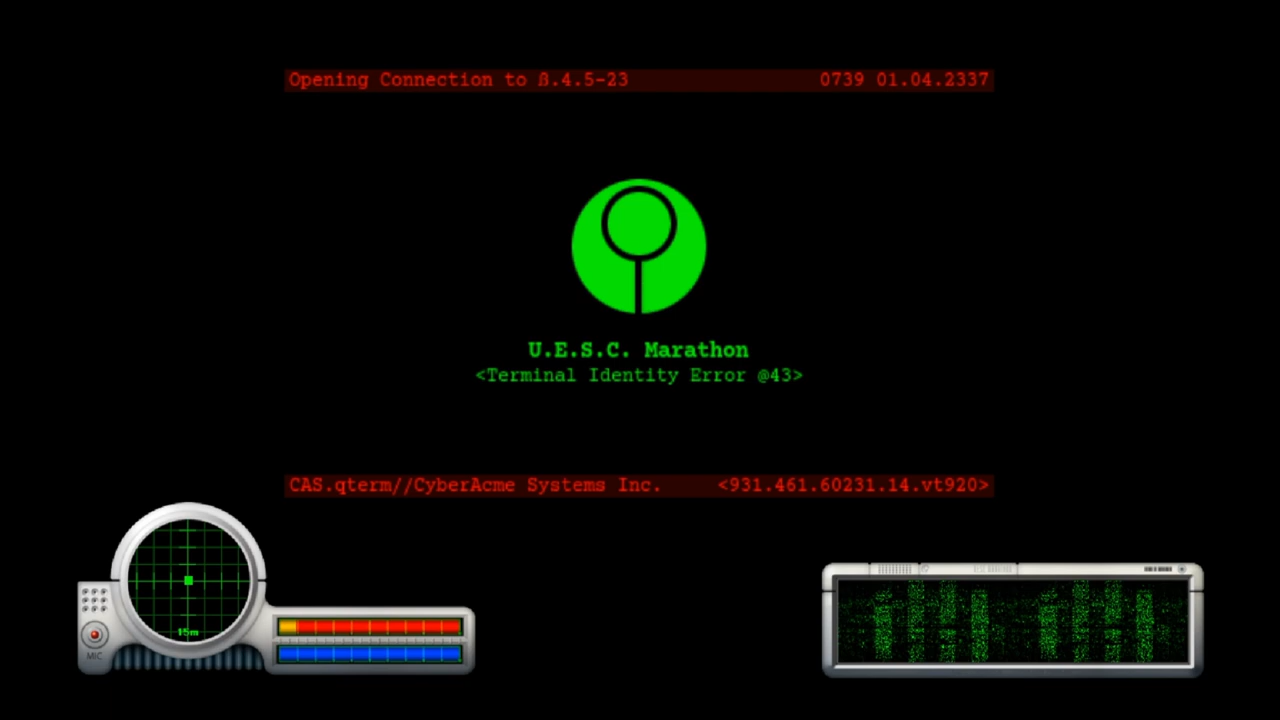 Opening Connection to ß.4.5-23 0739 01.04.2337
U.E.S.C. Marathon
<Terminal Identity Error @43>
CAS.qterm//CyberAcme Systems Inc. <931.461.60231.14.vt920>
15m
MIC